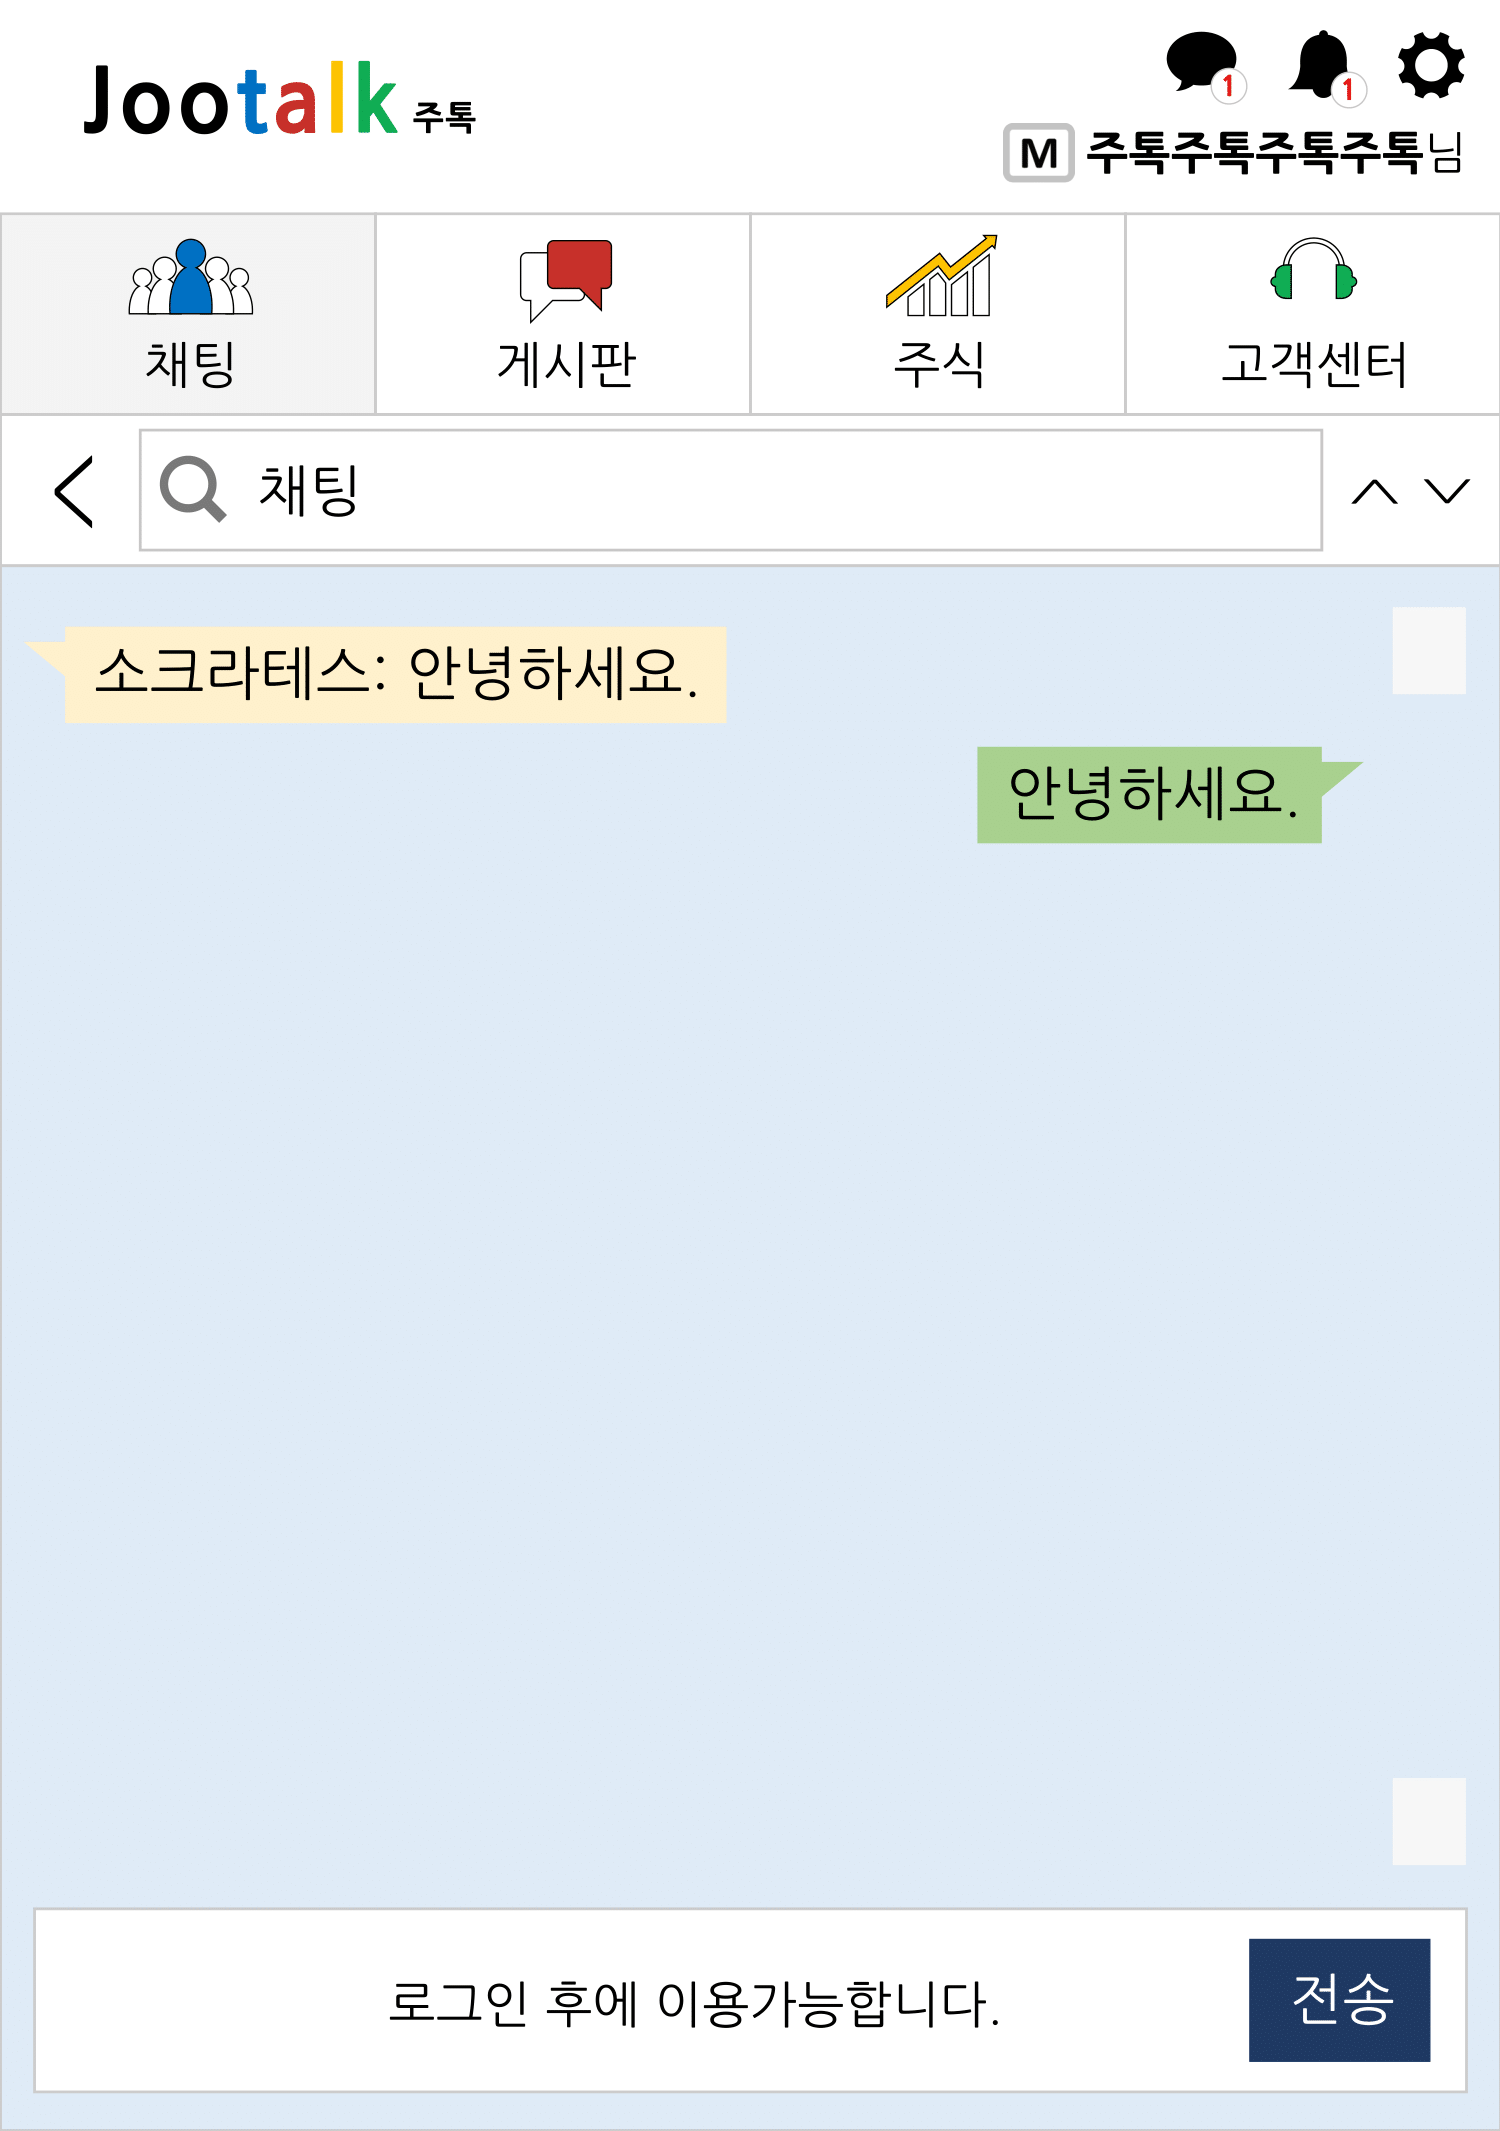 Jootalk 주톡
1
1
M 주톡주톡주톡주톡님
채팅
게시판
주식
고객센터
채팅
소크라테스: 안녕하세요.
안녕하세요.
로그인 후에 이용가능합니다.
전송